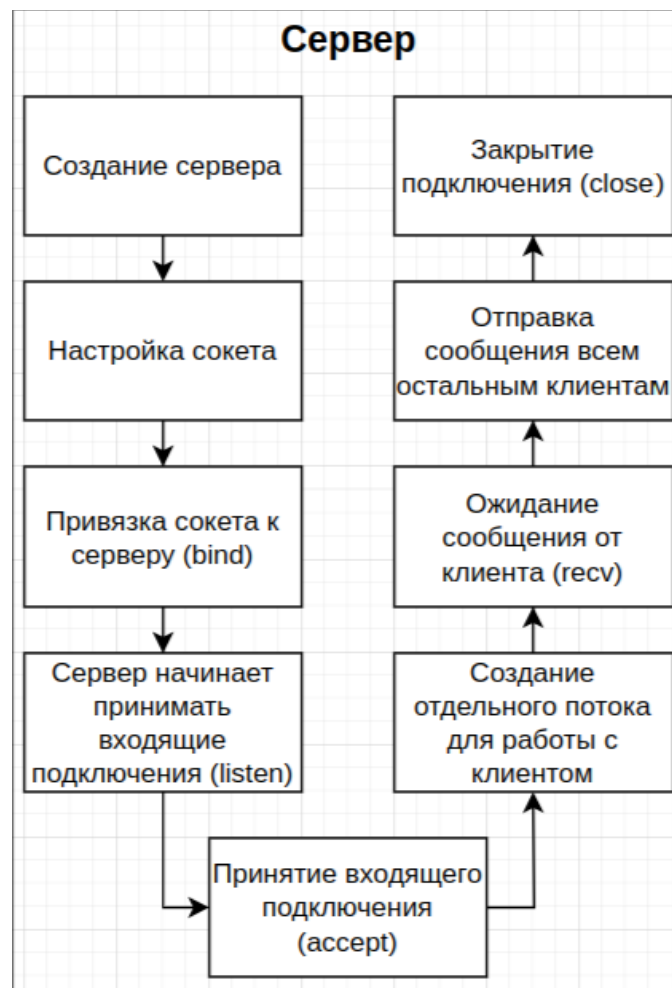 Сервер
Создание сервера
Настройка сокета
Привязка сокета к
серверу (bind)
Сервер начинает
принимать
входящие
подключения (listen)
Принятие входящего
подключения
(accept)
Создание
отдельного потока
для работы с
клиентом
Ожидание
сообщения от
клиента (recv)
Отправка
сообщения всем
остальным клиентам
Закрытие
подключения (close)